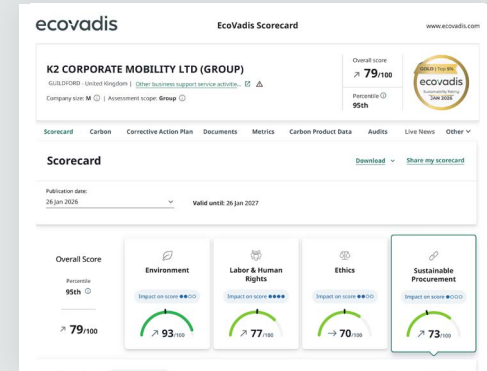 ecovadis
EcoVadis Scorecard
www.ecovadis.com
K2 CORPORATE MOBILITY LTD (GROUP)
GUILDFORD - United Kingdom | Other business support service activitie...
Company size: M | Assessment scope: Group
Overall score
79/100
Percentile
95th
GOLD | Top 5%
ecovadis
Sustainability Rating
JAN 2026
Scorecard Carbon Corrective Action Plan Documents Metrics Carbon Product Data Audits Live News Other
Scorecard
Download
Share my scorecard
Publication date:
26 Jan 2026
Valid until: 26 Jan 2027
Overall Score
Percentile
95th
79/100
Environment
Impact on score
93/100
Labor & Human
Rights
Impact on score
77/100
Ethics
Impact on score
70/100
Sustainable
Procurement
Impact on score
73/100